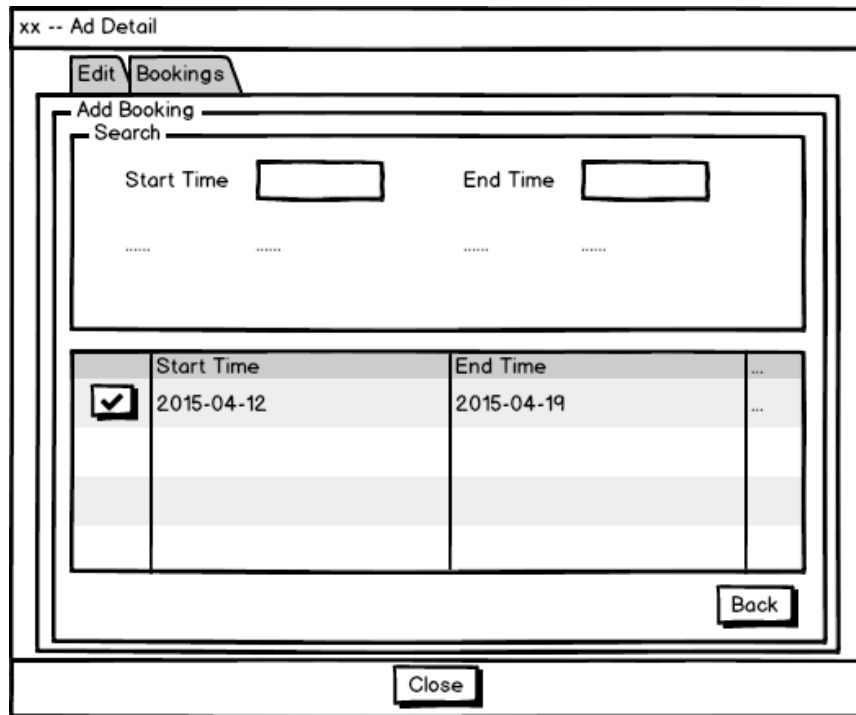 xx -- Ad Detail
Edit Bookings
Add Booking
Search
Start Time End Time
...... ...... ...... ......
Start Time End Time ...
2015-04-12 2015-04-19 ...
Back
Close